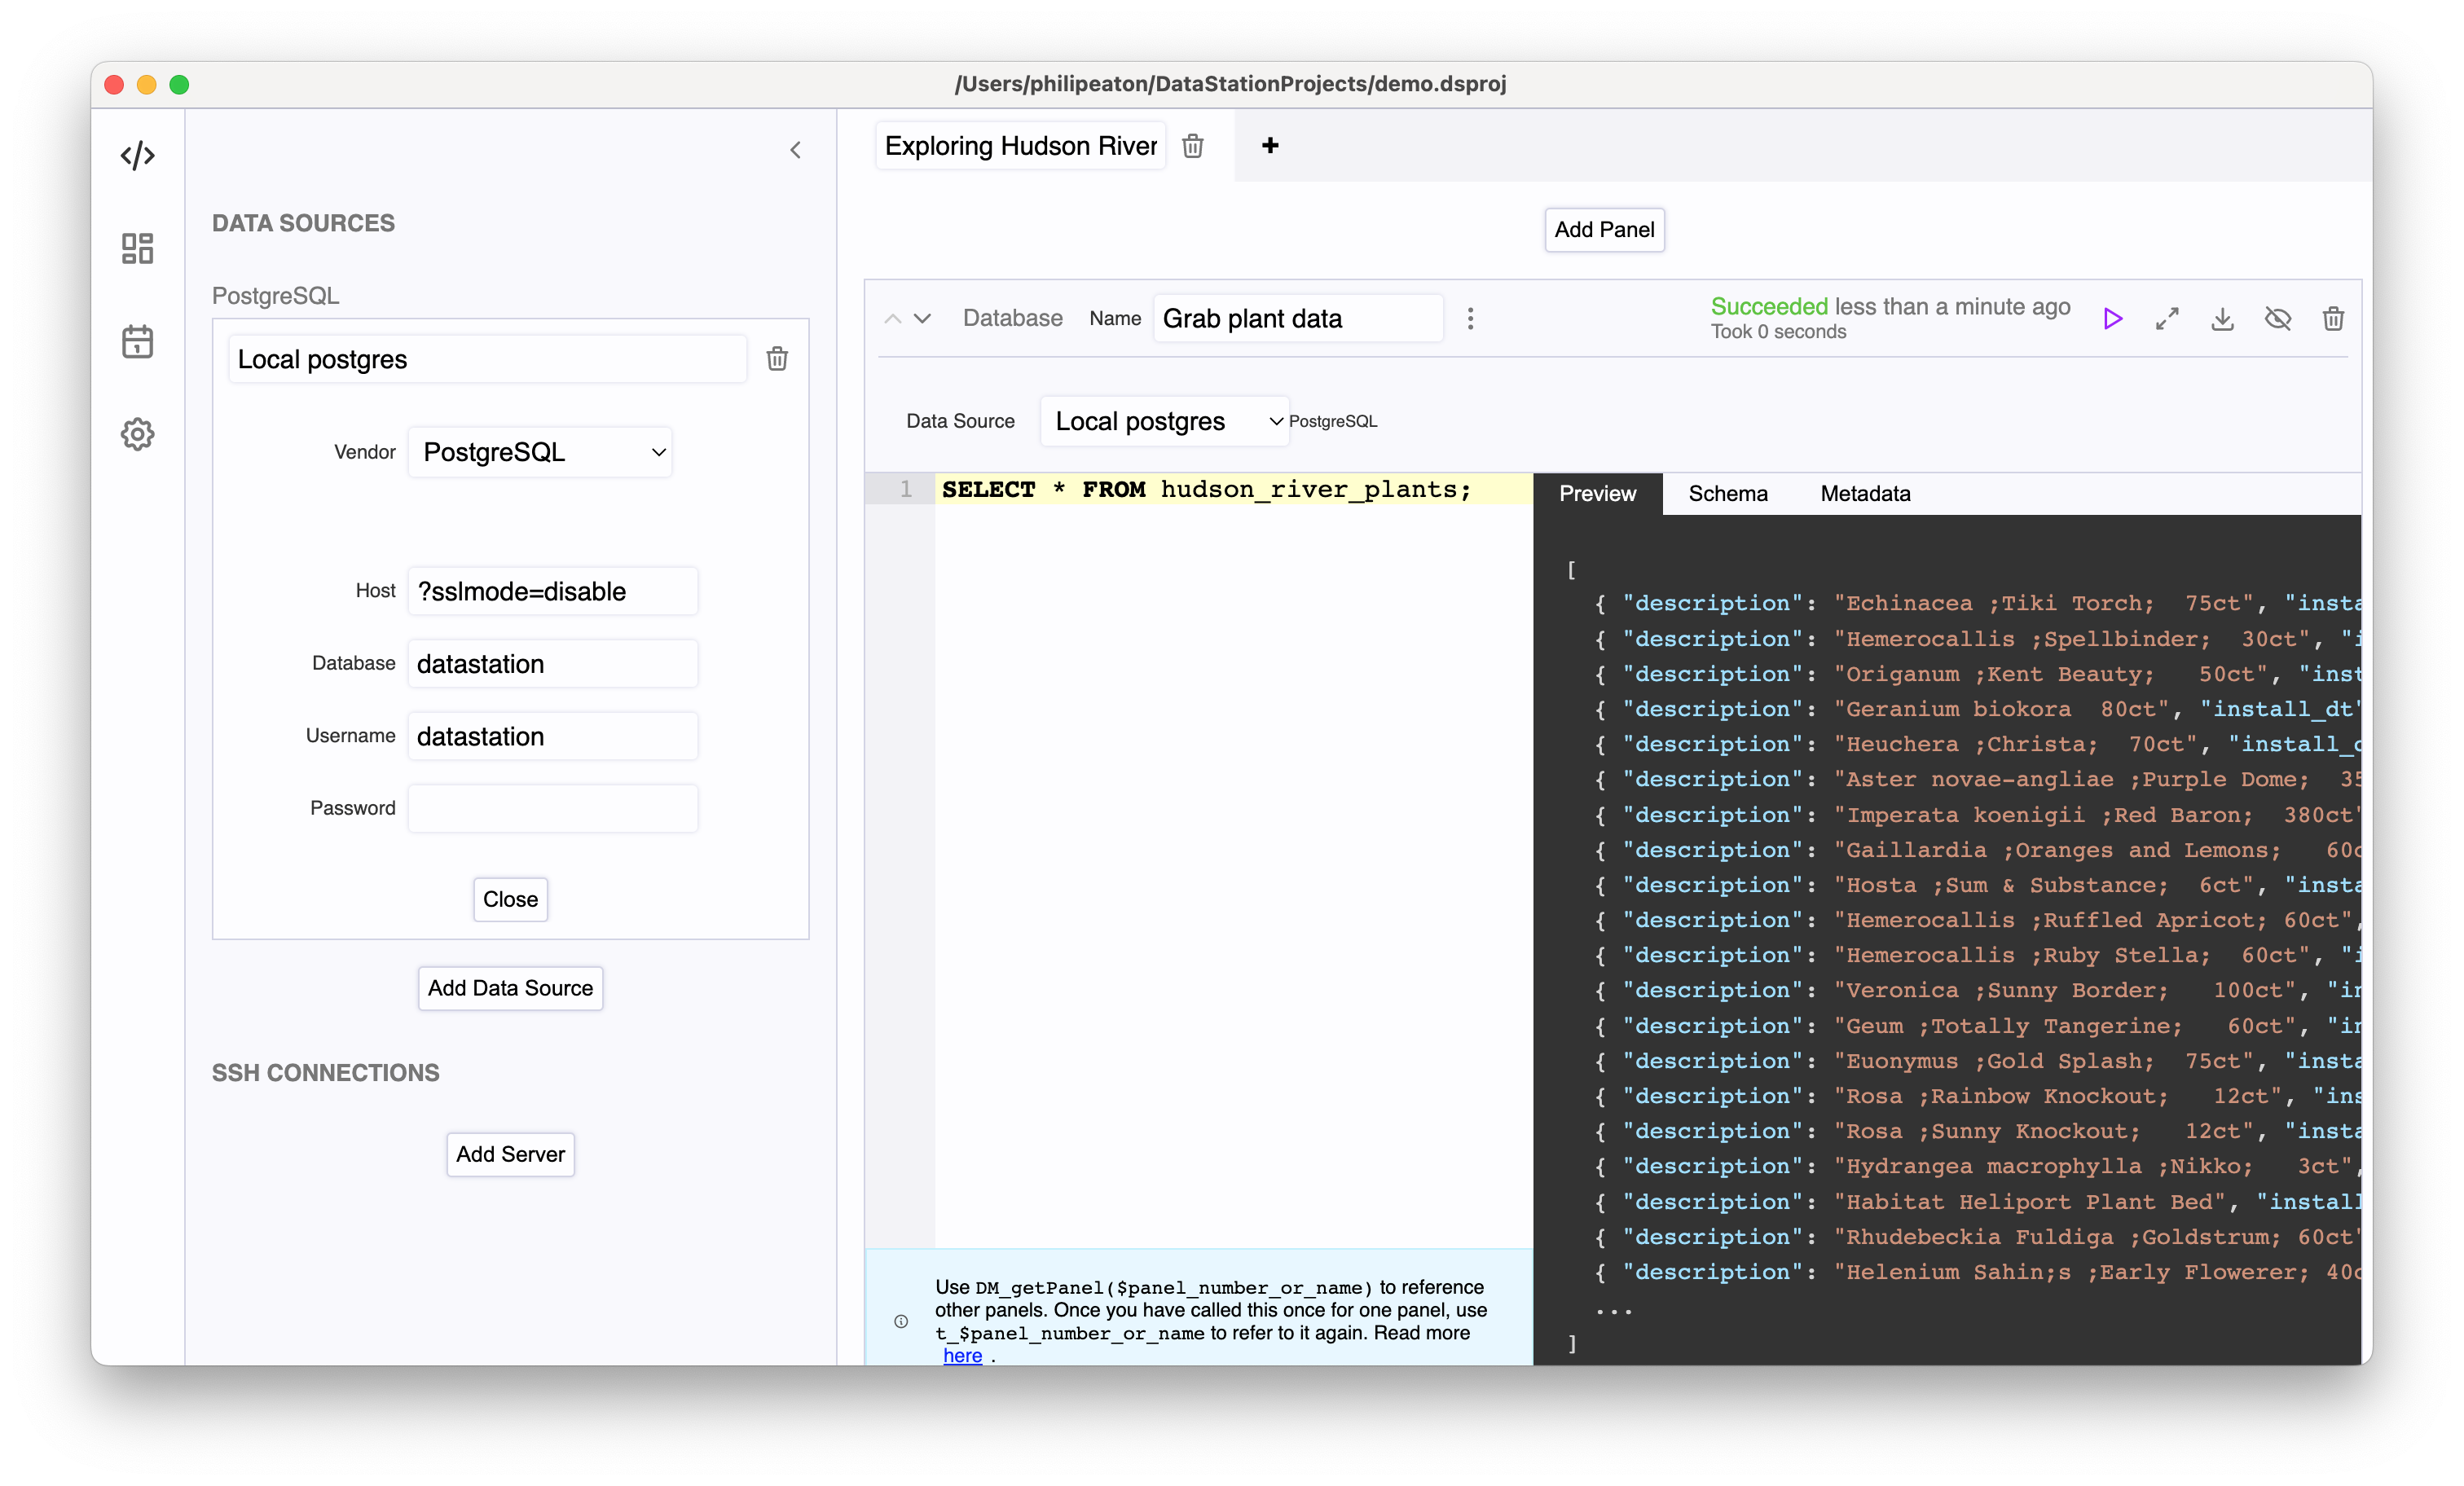 /Users/philipeaton/DataStationProjects/demo.dsproj
DATA SOURCES
PostgreSQL
Local postgres
Vendor PostgreSQL
Host ?sslmode=disable
Database datastation
Username datastation
Password
Close
Add Data Source
SSH CONNECTIONS
Add Server
Exploring Hudson River
+
Add Panel
Database Name Grab plant data
Succeeded less than a minute ago
Took 0 seconds
Data Source Local postgres PostgreSQL
1 SELECT * FROM hudson_river_plants;
Use DM_getPanel($panel_number_or_name) to reference
other panels. Once you have called this once for one panel, use
t_$panel_number_or_name to refer to it again. Read more
here .
Preview Schema Metadata
[
{ "description": "Echinacea ;Tiki Torch;  75ct", "insta
{ "description": "Hemerocallis ;Spellbinder;  30ct", "i
{ "description": "Origanum ;Kent Beauty;   50ct", "inst
{ "description": "Geranium biokora  80ct", "install_dt"
{ "description": "Heuchera ;Christa;  70ct", "install_d
{ "description": "Aster novae-angliae ;Purple Dome;  35
{ "description": "Imperata koenigii ;Red Baron;  380ct"
{ "description": "Gaillardia ;Oranges and Lemons;   60c
{ "description": "Hosta ;Sum & Substance;  6ct", "insta
{ "description": "Hemerocallis ;Ruffled Apricot; 60ct",
{ "description": "Hemerocallis ;Ruby Stella;  60ct", "i
{ "description": "Veronica ;Sunny Border;   100ct", "in
{ "description": "Geum ;Totally Tangerine;   60ct", "in
{ "description": "Euonymus ;Gold Splash;  75ct", "insta
{ "description": "Rosa ;Rainbow Knockout;   12ct", "ins
{ "description": "Rosa ;Sunny Knockout;   12ct", "insta
{ "description": "Hydrangea macrophylla ;Nikko;   3ct",
{ "description": "Habitat Heliport Plant Bed", "install
{ "description": "Rhudebeckia Fuldiga ;Goldstrum; 60ct"
{ "description": "Helenium Sahin;s ;Early Flowerer; 40c
...
]